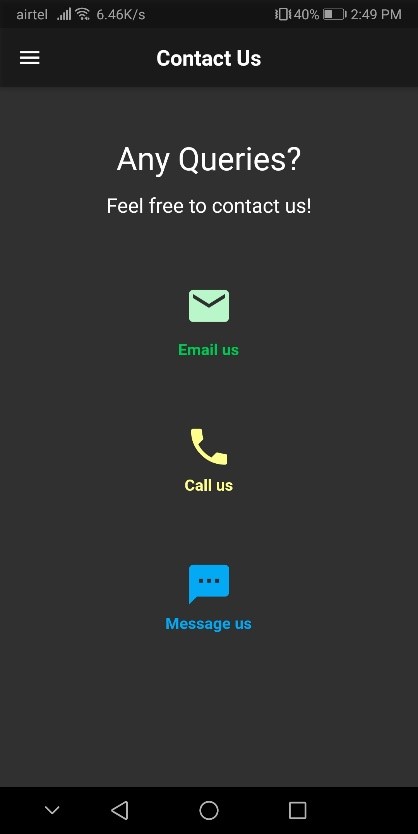 airtel 6.46K/s 40% 2:49 PM
Contact Us
Any Queries?
Feel free to contact us!
Email us
Call us
Message us